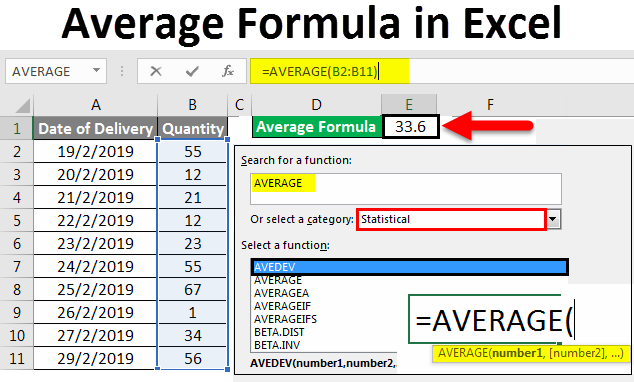 Average Formula in Excel
AVERAGE =AVERAGE(B2:B11)
A B C D E F
1 Date of Delivery Quantity Average Formula 33.6
2 19/2/2019 55
3 20/2/2019 12
4 21/2/2019 21
5 22/2/2019 12
6 23/2/2019 23
7 24/2/2019 55
8 25/2/2019 67
9 26/2/2019 1
10 27/2/2019 34
11 29/2/2019 56
Search for a function:
AVERAGE
Or select a category: Statistical
Select a function:
AVEDEV
AVERAGE
AVERAGEA
AVERAGEIF
AVERAGEIFS
BETA.DIST
BETA.INV
AVEDEV(number1,number2,.
=AVERAGE(
AVERAGE(number1, [number2], ...)